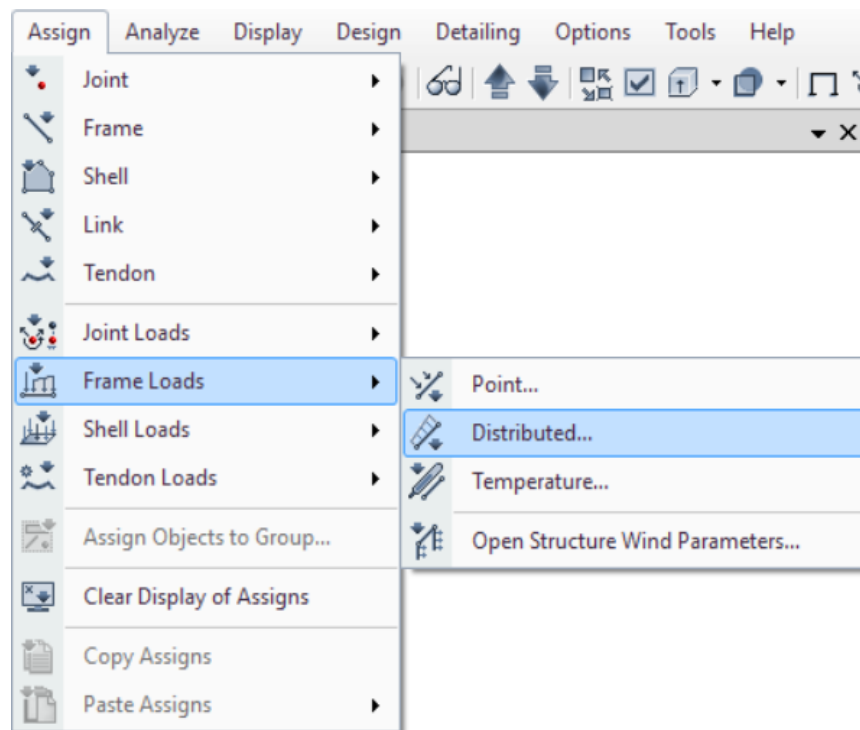 Assign Analyze Display Design Detailing Options Tools Help
Joint
Frame
Shell
Link
Tendon
Joint Loads
Frame Loads
Shell Loads
Tendon Loads
Assign Objects to Group...
Clear Display of Assigns
Copy Assigns
Paste Assigns
Point...
Distributed...
Temperature...
Open Structure Wind Parameters...